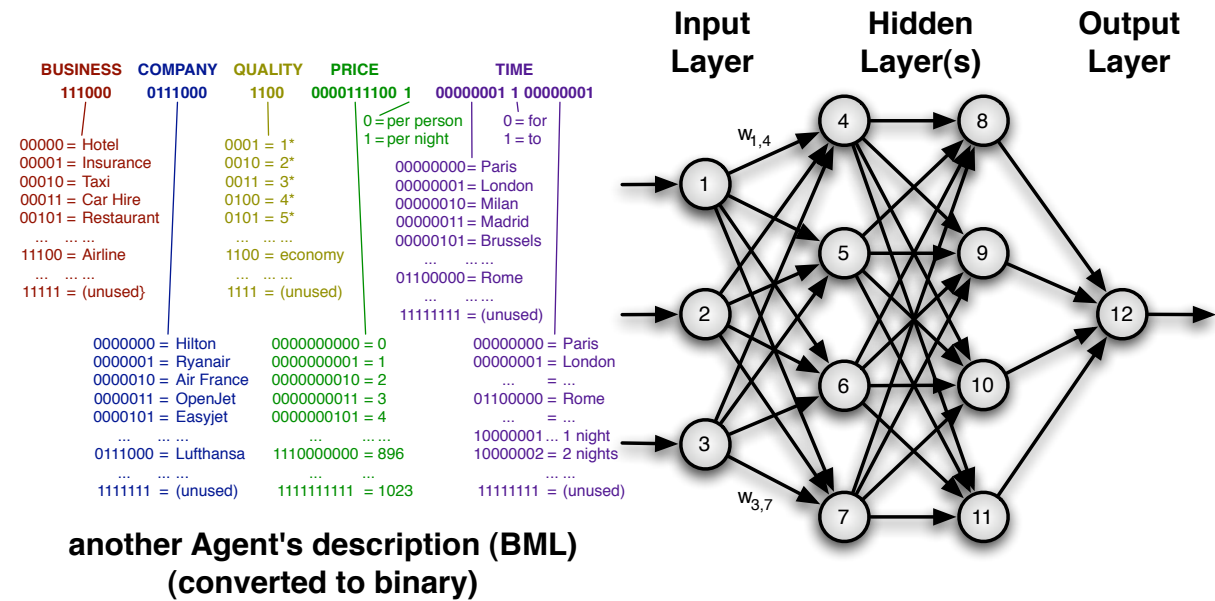 BUSINESS COMPANY QUALITY PRICE TIME
111000 0111000 1100 0000111100 1 00000001 1 00000001
0 = per person
1 = per night
0 = for
1 = to
00000 = Hotel
00001 = Insurance
00010 = Taxi
00011 = Car Hire
00101 = Restaurant
... ... ...
11100 = Airline
... ... ...
11111 = (unused}
0001 = 1*
0010 = 2*
0011 = 3*
0100 = 4*
0101 = 5*
... ... ...
1100 = economy
... ... ...
1111 = (unused)
00000000 = Paris
00000001 = London
00000010 = Milan
00000011 = Madrid
00000101 = Brussels
... ... ...
01100000 = Rome
... ... ...
11111111 = (unused)
0000000 = Hilton
0000001 = Ryanair
0000010 = Air France
0000011 = OpenJet
0000101 = Easyjet
... ... ...
0111000 = Lufthansa
... ... ...
1111111 = (unused)
0000000000 = 0
0000000001 = 1
0000000010 = 2
0000000011 = 3
0000000101 = 4
... ... ...
1110000000 = 896
... ...
1111111111 = 1023
00000000 = Paris
00000001 = London
... = ...
01100000 = Rome
... = ...
10000001 ... 1 night
10000002 = 2 nights
... ...
11111111 = (unused)
another Agent's description (BML)
(converted to binary)
Input
Layer
Hidden
Layer(s)
Output
Layer
w1,4
w3,7
1
2
3
4
5
6
7
8
9
10
11
12